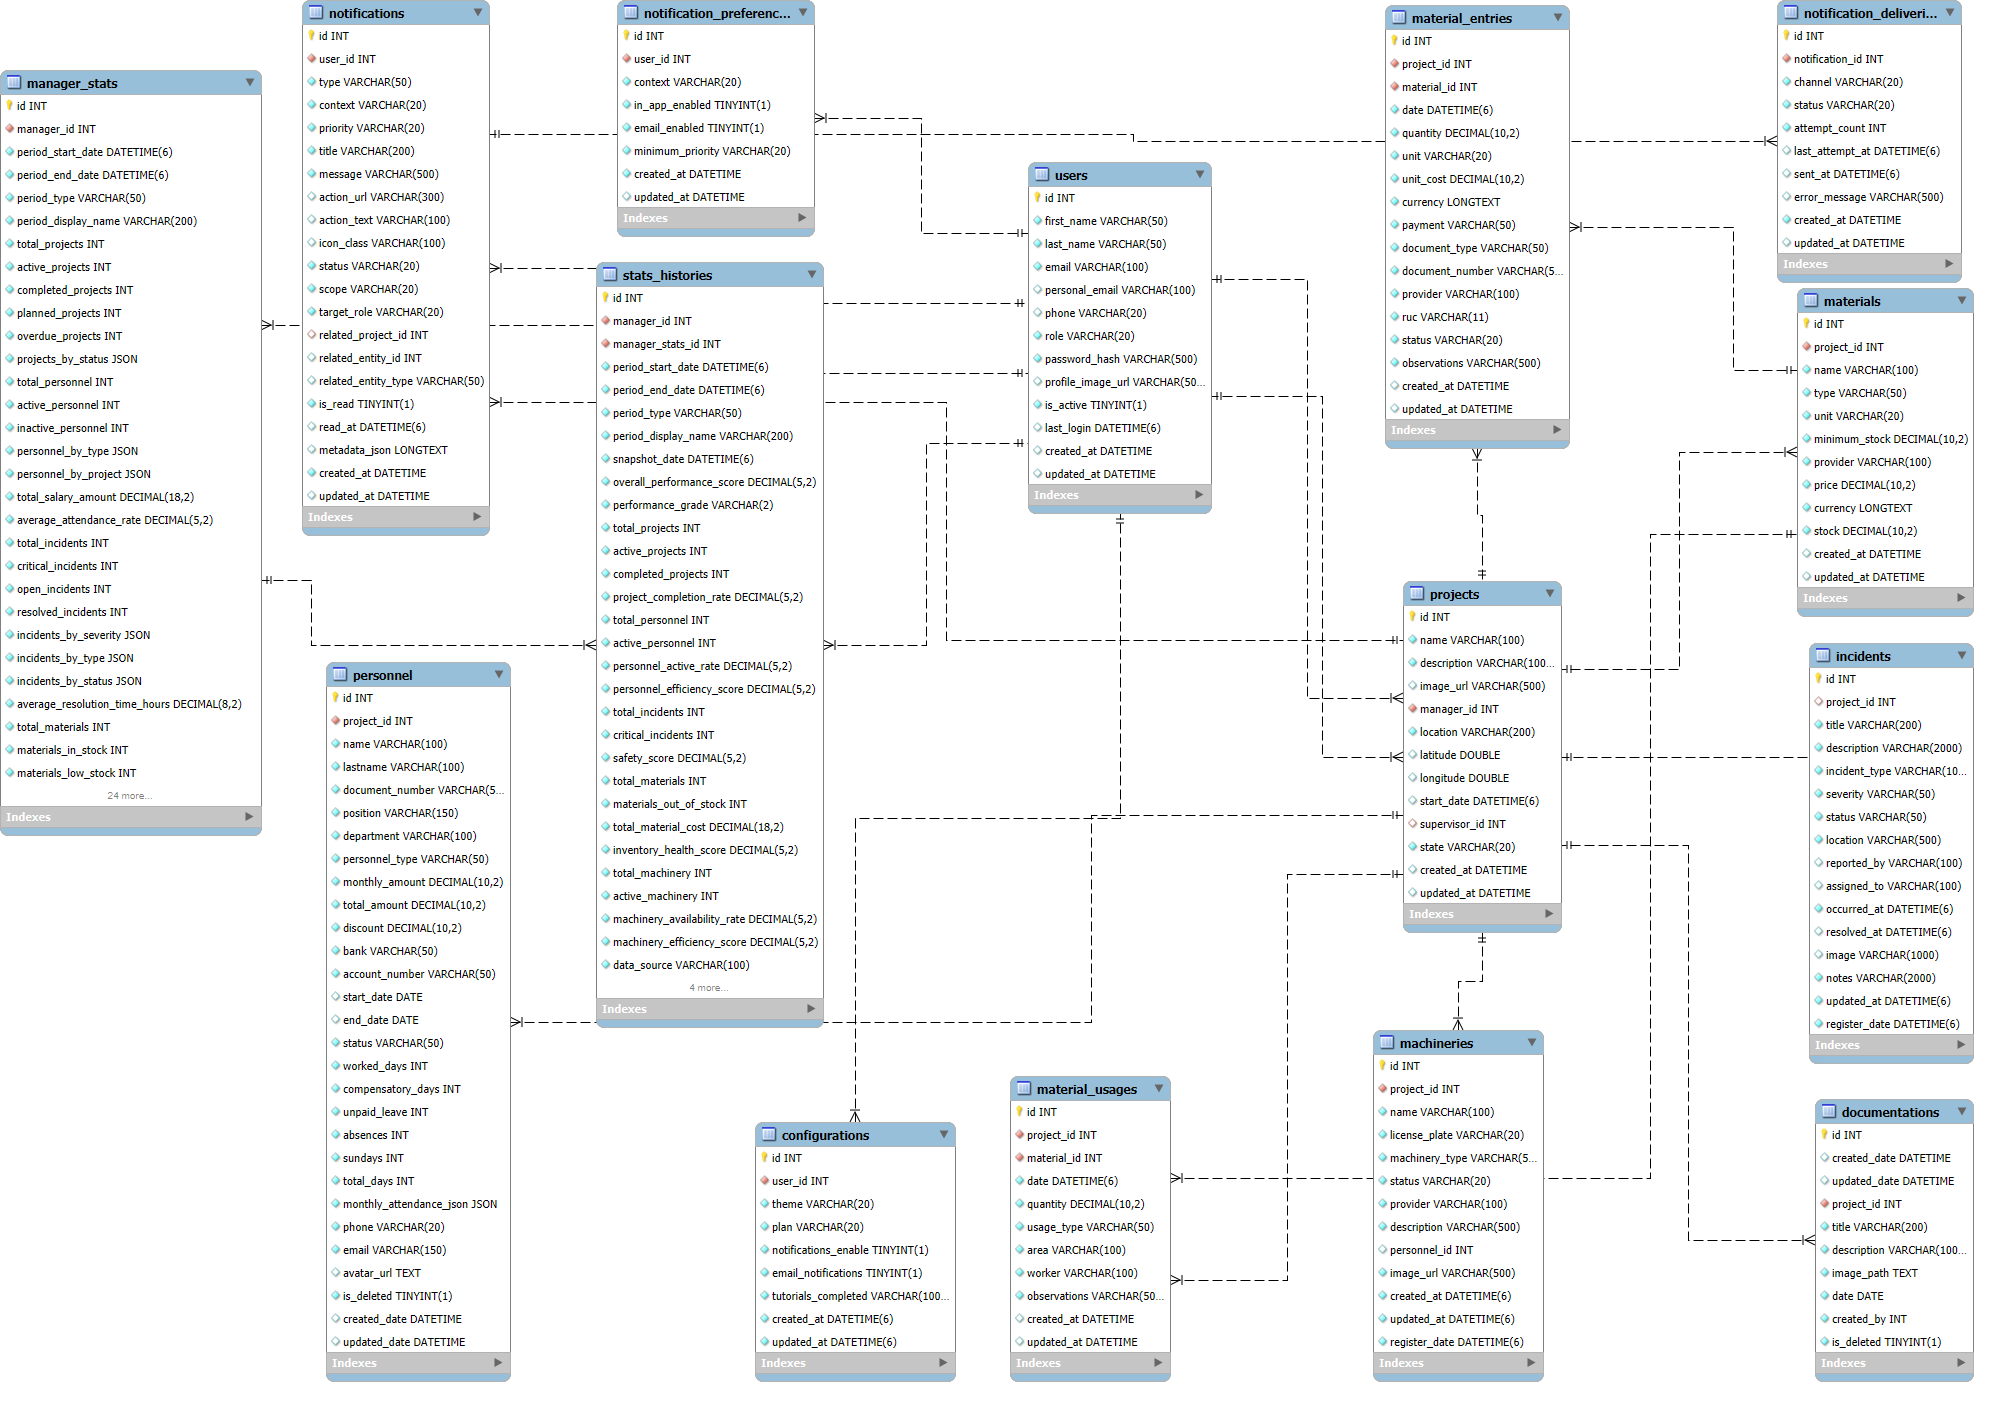 manager_stats
id INT
manager_id INT
period_start_date DATETIME(6)
period_end_date DATETIME(6)
period_type VARCHAR(50)
period_display_name VARCHAR(200)
total_projects INT
active_projects INT
completed_projects INT
planned_projects INT
overdue_projects INT
projects_by_status JSON
total_personnel INT
active_personnel INT
inactive_personnel INT
personnel_by_type JSON
personnel_by_project JSON
total_salary_amount DECIMAL(18,2)
average_attendance_rate DECIMAL(5,2)
total_incidents INT
critical_incidents INT
open_incidents INT
resolved_incidents INT
incidents_by_severity JSON
incidents_by_type JSON
incidents_by_status JSON
average_resolution_time_hours DECIMAL(8,2)
total_materials INT
materials_in_stock INT
materials_low_stock INT
24 more...
Indexes
notifications
id INT
user_id INT
type VARCHAR(50)
context VARCHAR(20)
priority VARCHAR(20)
title VARCHAR(200)
message VARCHAR(500)
action_url VARCHAR(300)
action_text VARCHAR(100)
icon_class VARCHAR(100)
status VARCHAR(20)
scope VARCHAR(20)
target_role VARCHAR(20)
related_project_id INT
related_entity_id INT
related_entity_type VARCHAR(50)
is_read TINYINT(1)
read_at DATETIME(6)
metadata_json LONGTEXT
created_at DATETIME
updated_at DATETIME
Indexes
notification_preferenc...
id INT
user_id INT
context VARCHAR(20)
in_app_enabled TINYINT(1)
email_enabled TINYINT(1)
minimum_priority VARCHAR(20)
created_at DATETIME
updated_at DATETIME
Indexes
stats_histories
id INT
manager_id INT
manager_stats_id INT
period_start_date DATETIME(6)
period_end_date DATETIME(6)
period_type VARCHAR(50)
period_display_name VARCHAR(200)
snapshot_date DATETIME(6)
overall_performance_score DECIMAL(5,2)
performance_grade VARCHAR(2)
total_projects INT
active_projects INT
completed_projects INT
project_completion_rate DECIMAL(5,2)
total_personnel INT
active_personnel INT
personnel_active_rate DECIMAL(5,2)
personnel_efficiency_score DECIMAL(5,2)
total_incidents INT
critical_incidents INT
safety_score DECIMAL(5,2)
total_materials INT
materials_out_of_stock INT
total_material_cost DECIMAL(18,2)
inventory_health_score DECIMAL(5,2)
total_machinery INT
active_machinery INT
machinery_availability_rate DECIMAL(5,2)
machinery_efficiency_score DECIMAL(5,2)
data_source VARCHAR(100)
4 more...
Indexes
users
id INT
first_name VARCHAR(50)
last_name VARCHAR(50)
email VARCHAR(100)
personal_email VARCHAR(100)
phone VARCHAR(20)
role VARCHAR(20)
password_hash VARCHAR(500)
profile_image_url VARCHAR(50...
is_active TINYINT(1)
last_login DATETIME(6)
created_at DATETIME
updated_at DATETIME
Indexes
material_entries
id INT
project_id INT
material_id INT
date DATETIME(6)
quantity DECIMAL(10,2)
unit VARCHAR(20)
unit_cost DECIMAL(10,2)
currency LONGTEXT
payment VARCHAR(50)
document_type VARCHAR(50)
document_number VARCHAR(5...
provider VARCHAR(100)
ruc VARCHAR(11)
status VARCHAR(20)
observations VARCHAR(500)
created_at DATETIME
updated_at DATETIME
Indexes
notification_deliveri...
id INT
notification_id INT
channel VARCHAR(20)
status VARCHAR(20)
attempt_count INT
last_attempt_at DATETIME(6)
sent_at DATETIME(6)
error_message VARCHAR(500)
created_at DATETIME
updated_at DATETIME
Indexes
materials
id INT
project_id INT
name VARCHAR(100)
type VARCHAR(50)
unit VARCHAR(20)
minimum_stock DECIMAL(10,2)
provider VARCHAR(100)
price DECIMAL(10,2)
currency LONGTEXT
stock DECIMAL(10,2)
created_at DATETIME
updated_at DATETIME
Indexes
projects
id INT
name VARCHAR(100)
description VARCHAR(100...
image_url VARCHAR(500)
manager_id INT
location VARCHAR(200)
latitude DOUBLE
longitude DOUBLE
start_date DATETIME(6)
supervisor_id INT
state VARCHAR(20)
created_at DATETIME
updated_at DATETIME
Indexes
incidents
id INT
project_id INT
title VARCHAR(200)
description VARCHAR(2000)
incident_type VARCHAR(10...
severity VARCHAR(50)
status VARCHAR(50)
location VARCHAR(500)
reported_by VARCHAR(100)
assigned_to VARCHAR(100)
occurred_at DATETIME(6)
resolved_at DATETIME(6)
image VARCHAR(1000)
notes VARCHAR(2000)
updated_at DATETIME(6)
register_date DATETIME(6)
Indexes
personnel
id INT
project_id INT
name VARCHAR(100)
lastname VARCHAR(100)
document_number VARCHAR(5...
position VARCHAR(150)
department VARCHAR(100)
personnel_type VARCHAR(50)
monthly_amount DECIMAL(10,2)
total_amount DECIMAL(10,2)
discount DECIMAL(10,2)
bank VARCHAR(50)
account_number VARCHAR(50)
start_date DATE
end_date DATE
status VARCHAR(50)
worked_days INT
compensatory_days INT
unpaid_leave INT
absences INT
sundays INT
total_days INT
monthly_attendance_json JSON
phone VARCHAR(20)
email VARCHAR(150)
avatar_url TEXT
is_deleted TINYINT(1)
created_date DATETIME
updated_date DATETIME
Indexes
configurations
id INT
user_id INT
theme VARCHAR(20)
plan VARCHAR(20)
notifications_enable TINYINT(1)
email_notifications TINYINT(1)
tutorials_completed VARCHAR(100...
created_at DATETIME(6)
updated_at DATETIME(6)
Indexes
material_usages
id INT
project_id INT
material_id INT
date DATETIME(6)
quantity DECIMAL(10,2)
usage_type VARCHAR(50)
area VARCHAR(100)
worker VARCHAR(100)
observations VARCHAR(50...
created_at DATETIME
updated_at DATETIME
Indexes
machineries
id INT
project_id INT
name VARCHAR(100)
license_plate VARCHAR(20)
machinery_type VARCHAR(5...
status VARCHAR(20)
provider VARCHAR(100)
description VARCHAR(500)
personnel_id INT
image_url VARCHAR(500)
created_at DATETIME(6)
updated_at DATETIME(6)
register_date DATETIME(6)
Indexes
documentations
id INT
created_date DATETIME
updated_date DATETIME
project_id INT
title VARCHAR(200)
description VARCHAR(100...
image_path TEXT
date DATE
created_by INT
is_deleted TINYINT(1)
Indexes